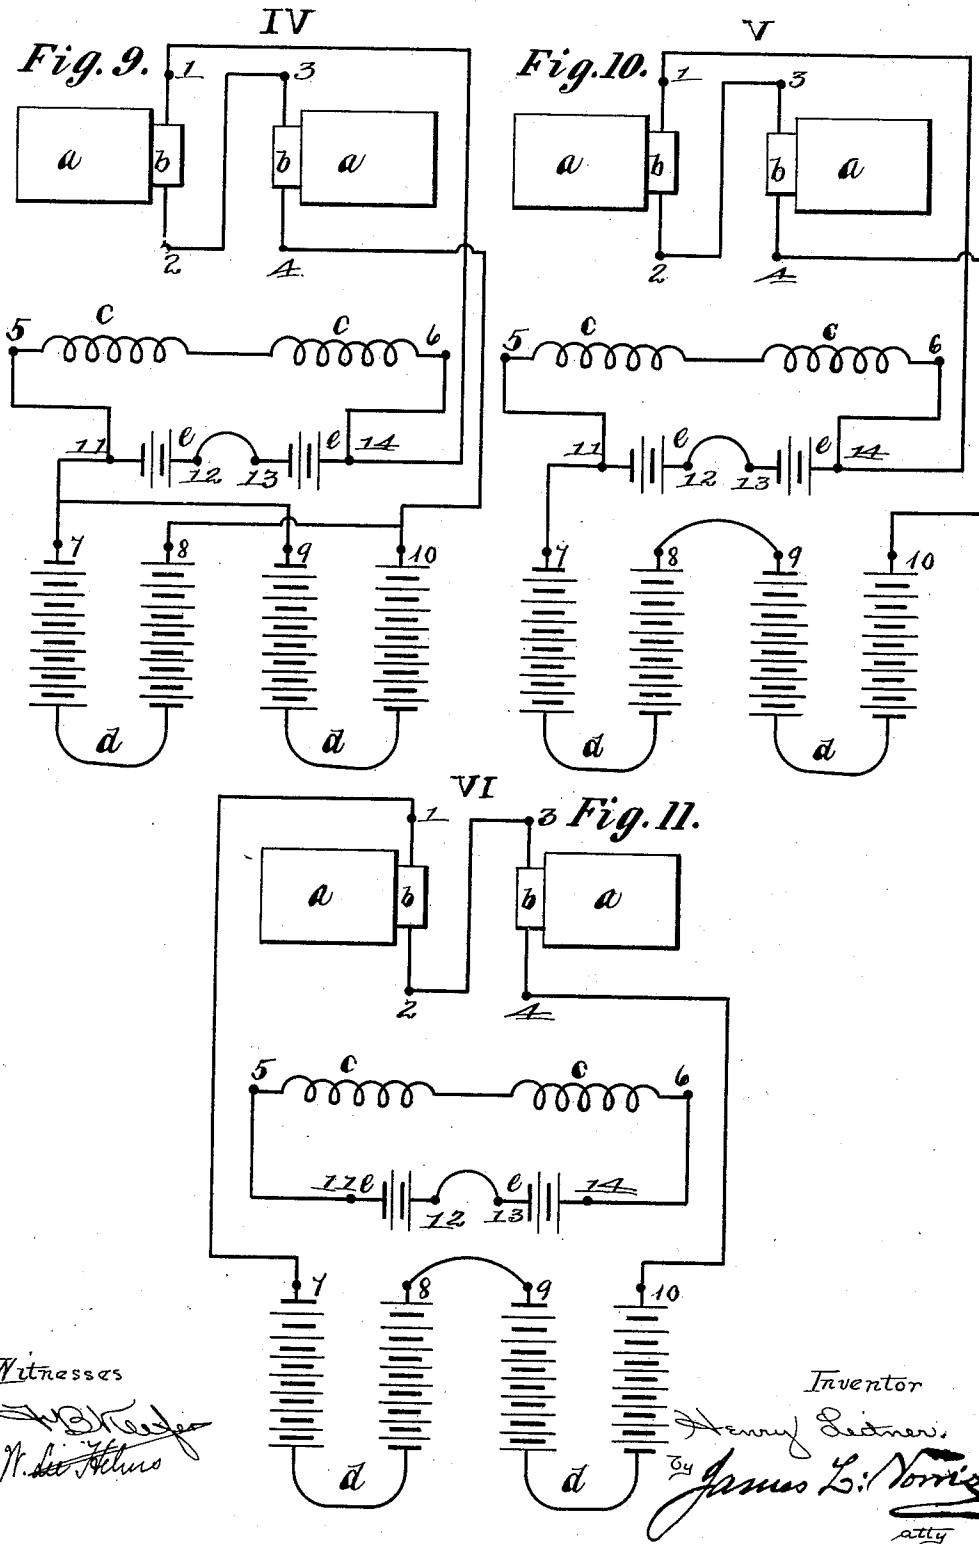 IV
Fig. 9.
1 3
a b b a
2 4
5 c c 6
11 e 12 13 e 14
7 8 9 10
d d
V
Fig. 10.
1 3
a b b a
2 4
5 c c 6
11 e 12 13 e 14
7 8 9 10
d d
VI
Fig. 11.
1 3
a b b a
2 4
5 c c 6
11 e 12 13 e 14
7 8 9 10
d d
Witnesses
Inventor
Henry Leitner.
by James L. Norris
atty